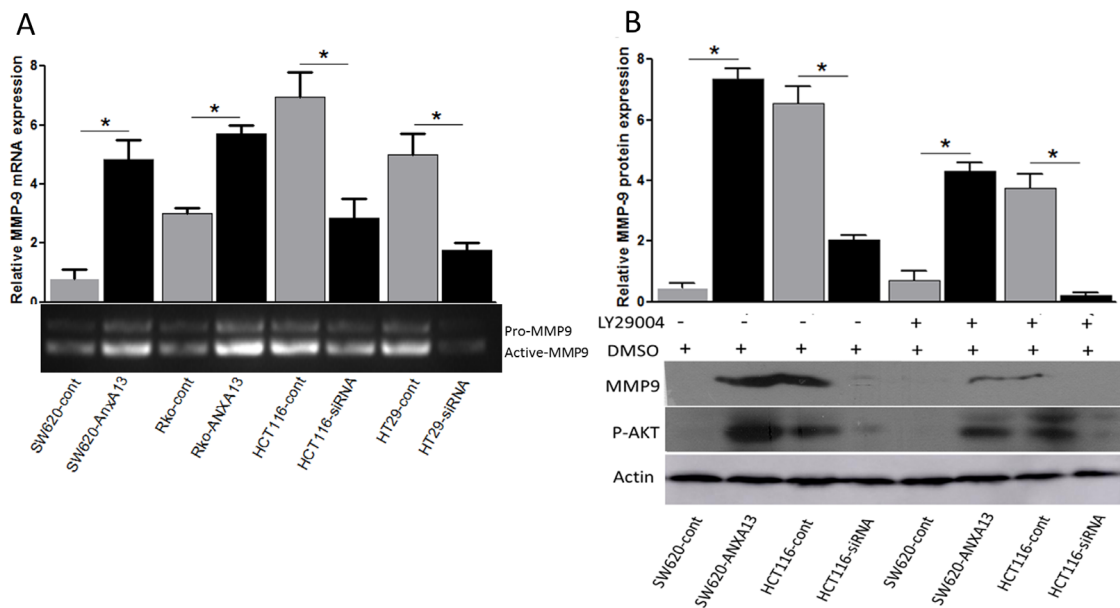 A
Relative MMP-9 mRNA expression
8
6
4
2
0
* * * *
Pro-MMP9
Active-MMP9
SW620-cont
SW620-AnxA13
Rko-cont
Rko-ANXA13
HCT116-cont
HCT116-siRNA
HT29-cont
HT29-siRNA
B
Relative MMP-9 protein expression
8
6
4
2
0
* * * *
LY29004 - - - - + + + +
DMSO + + + + + + + +
MMP9
P-AKT
Actin
SW620-cont
SW620-ANXA13
HCT116-cont
HCT116-siRNA
SW620-cont
SW620-ANXA13
HCT116-cont
HCT116-siRNA